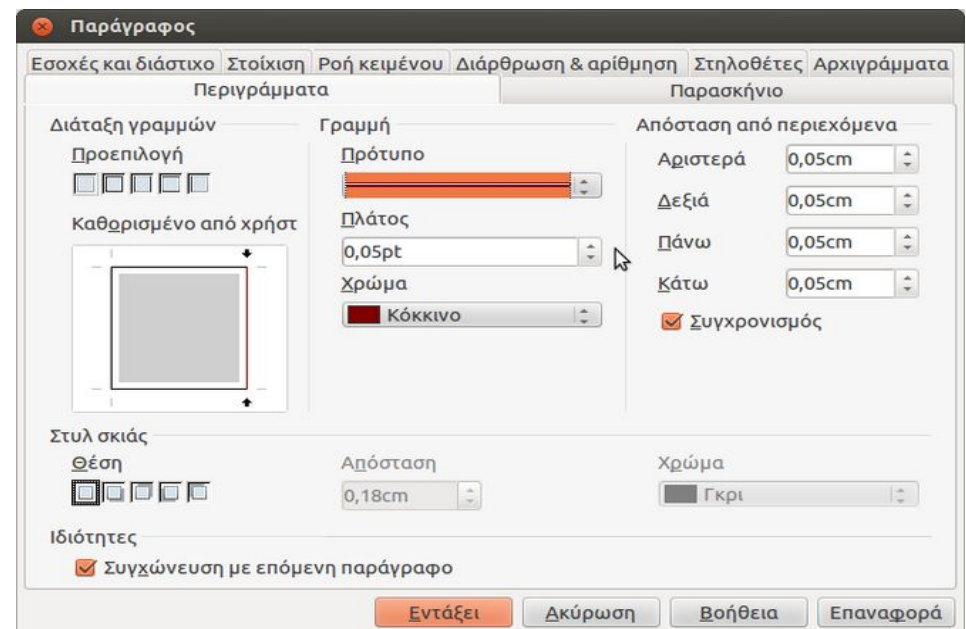 Παράγραφος
Εσοχές και διάστιχο Στοίχιση Ροή κειμένου Διάρθρωση & αρίθμηση Στηλοθέτες Αρχιγράμματα
Περιγράμματα Παρασκήνιο
Διάταξη γραμμών
Προεπιλογή
Καθορισμένο από χρήστ
Γραμμή
Πρότυπο
Πλάτος
0,05pt
Χρώμα
Κόκκινο
Απόσταση από περιεχόμενα
Αριστερά 0,05cm
Δεξιά 0,05cm
Πάνω 0,05cm
Κάτω 0,05cm
Συγχρονισμός
Στυλ σκιάς
Θέση
Απόσταση
0,18cm
Χρώμα
Γκρι
Ιδιότητες
Συγχώνευση με επόμενη παράγραφο
Εντάξει Ακύρωση Βοήθεια Επαναφορά